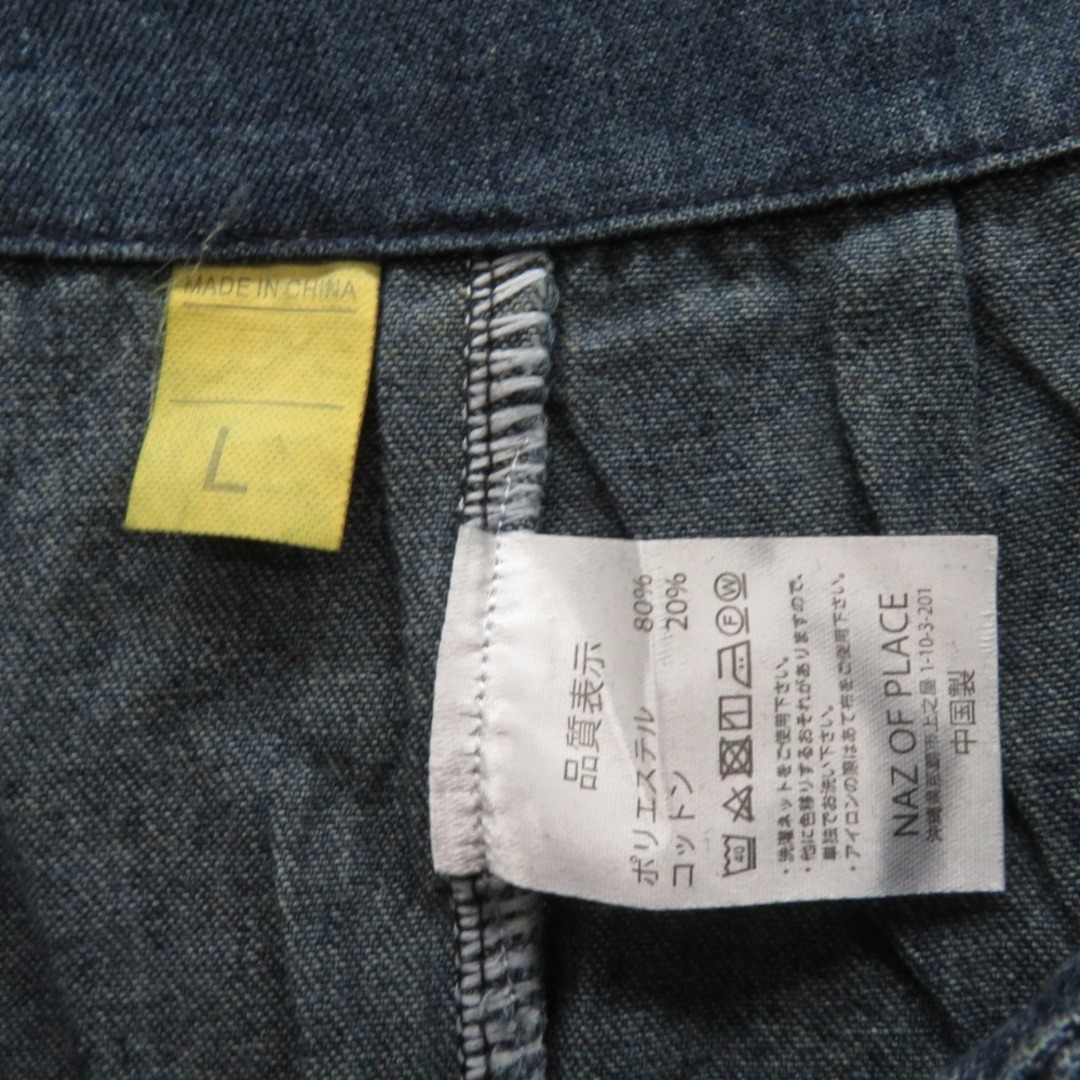 MADE IN CHINA
L
品質表示
ポリエステル 80%
コットン 20%
40
F W
・洗濯ネットをご使用下さい。
・他に色移りするおそれがありますので、
単独でお洗い下さい。
・アイロンの際はあて布をご使用下さい。
NAZ OF PLACE
沖縄県那覇市上之屋 1-10-3-201
中国製